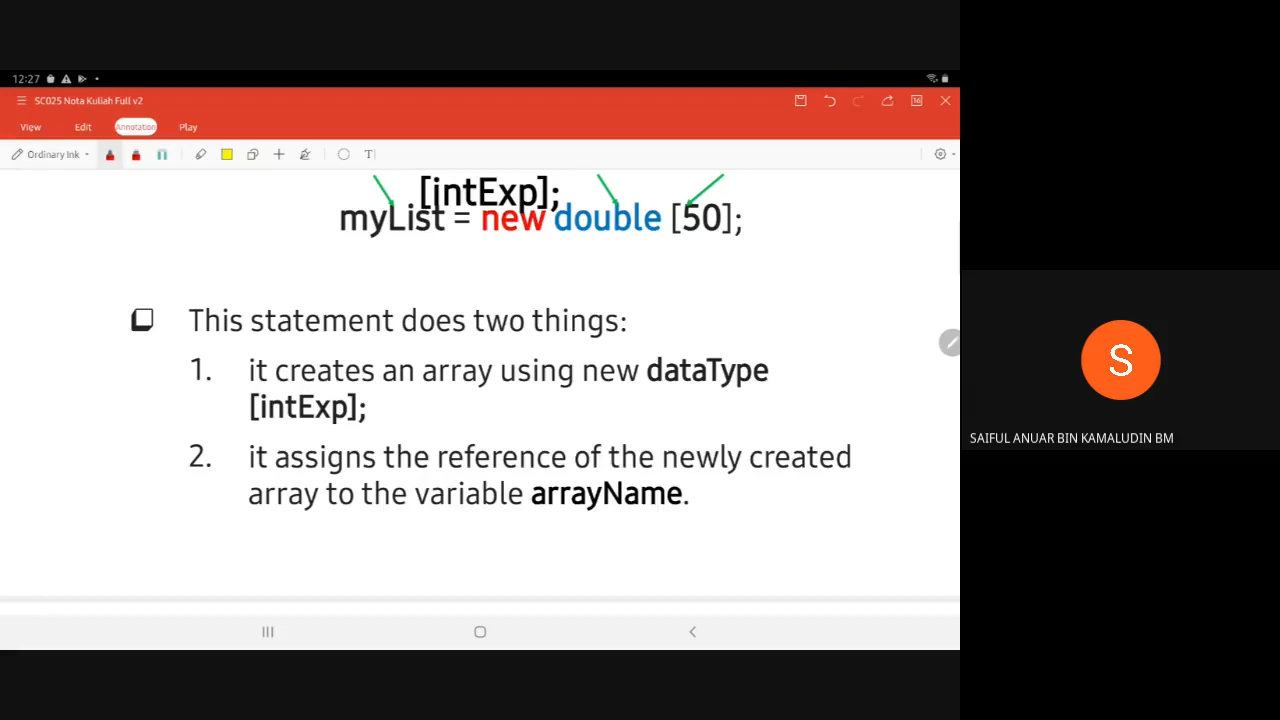 12:27
SC025 Nota Kuliah Full v2
View Edit Annotation Play
Ordinary Ink T
[intExp];
myList = new double [50];
This statement does two things:
1. it creates an array using new dataType
[intExp];
2. it assigns the reference of the newly created
array to the variable arrayName.
S
SAIFUL ANUAR BIN KAMALUDIN BM